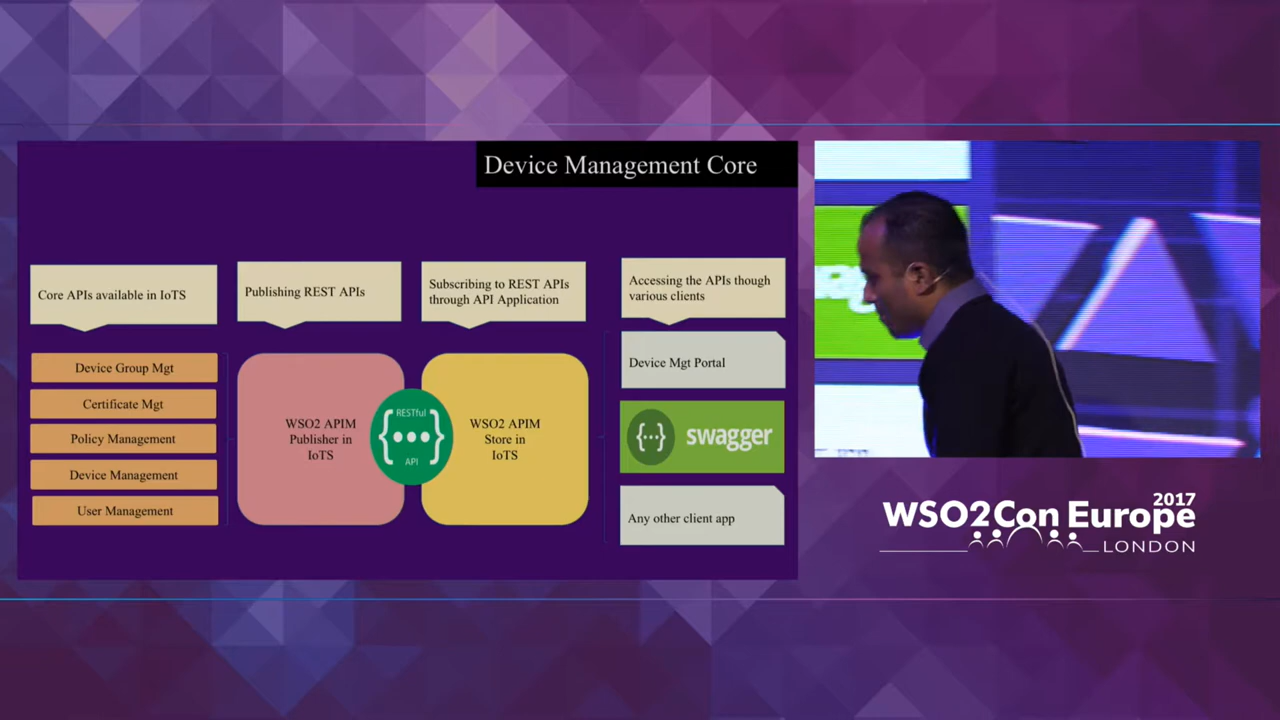 Device Management Core
Core APIs available in IoTS
Publishing REST APIs
Subscribing to REST APIs
through API Application
Accessing the APIs though
various clients
Device Group Mgt
Certificate Mgt
Policy Management
Device Management
User Management
WSO2 APIM
Publisher in
IoTS
RESTful
{•••}
API
WSO2 APIM
Store in
IoTS
Device Mgt Portal
{···} swagger
Any other client app
2017
WSO2Con Europe
LONDON